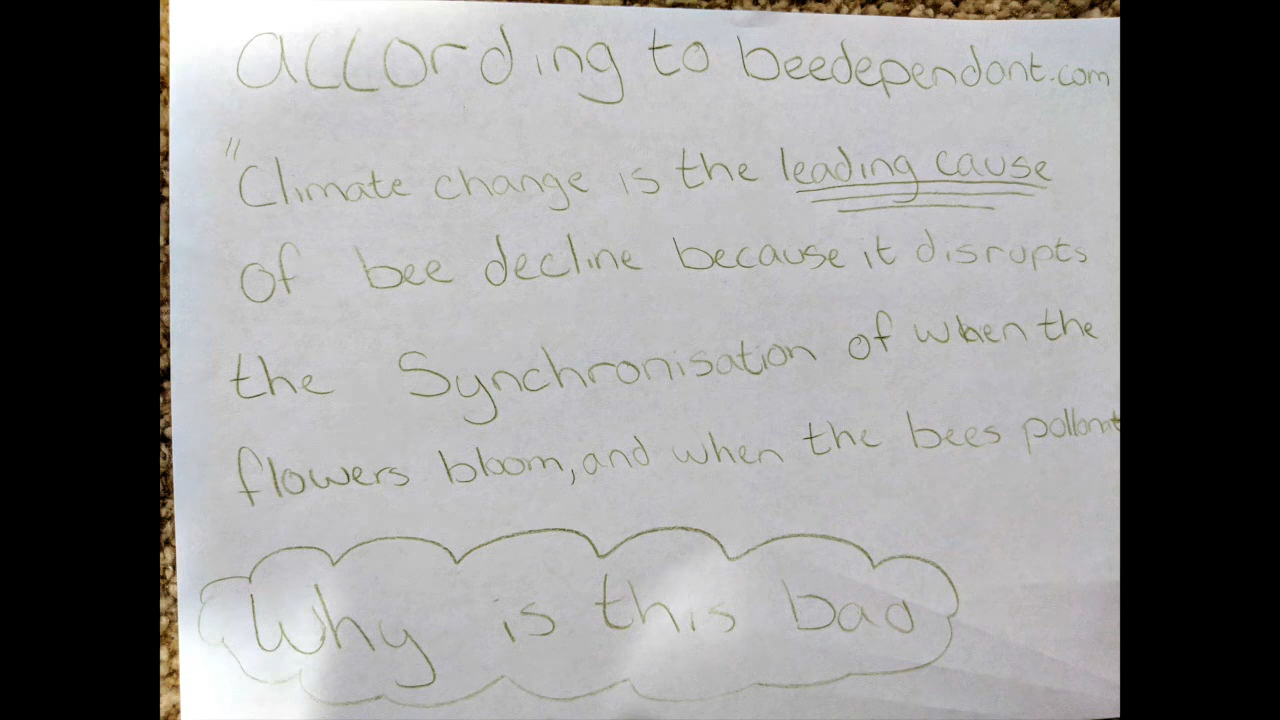 according to beedependant.com
"Climate change is the leading cause
of bee decline because it disrupts
the Synchronisation of when the
flowers bloom, and when the bees
Why is this bad